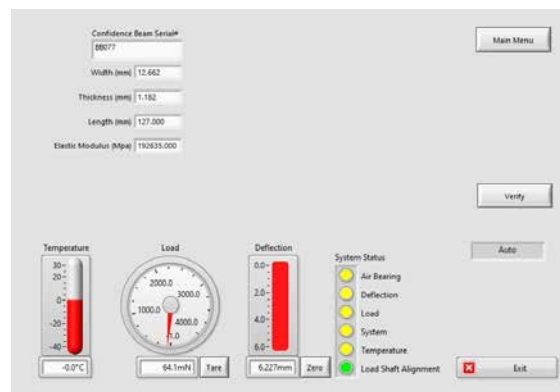 Confidence Beam Serial#
BB077
Main Menu
Width (mm) 12.662
Thickness (mm) 1.182
Length (mm) 127.000
Elastic Modulus (Mpa) 192635.000
Verify
Auto
Temperature
30
20
0
-20
-40
-0.0°C
Load
2000.0
3000.0
1000.0
4000.0
64.1mN
Tare
Deflection
0.0
2.0
4.0
6.0
6.227mm
Zero
System Status
Air Bearing
Deflection
Load
System
Temperature
Load Shaft Alignment
Exit